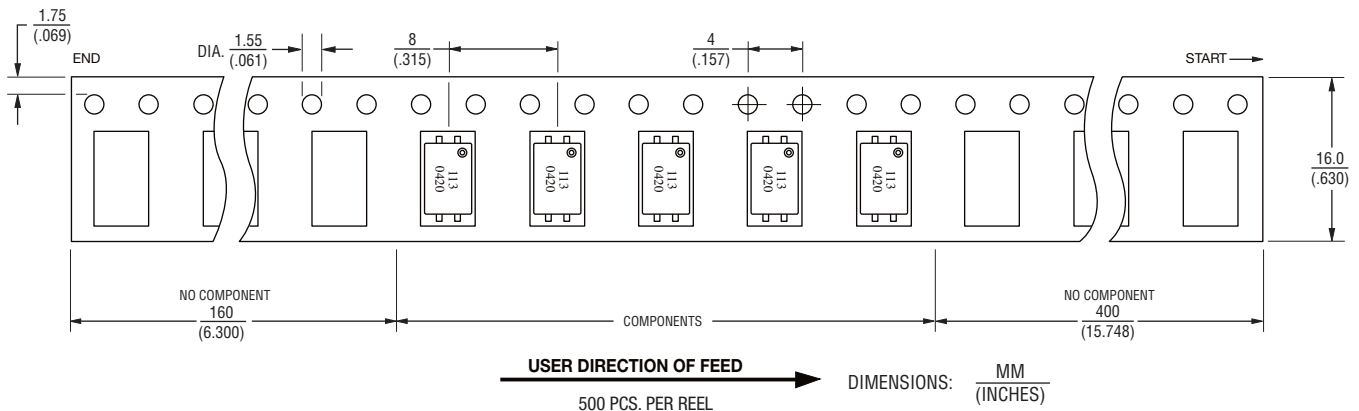 1.75
(.069)
END
DIA. 1.55
(.061)
8
(.315)
4
(.157)
START
16.0
(.630)
113
0420
113
0420
113
0420
113
0420
113
0420
NO COMPONENT
160
(6.300)
COMPONENTS
NO COMPONENT
400
(15.748)
USER DIRECTION OF FEED
500 PCS. PER REEL
DIMENSIONS: MM
(INCHES)